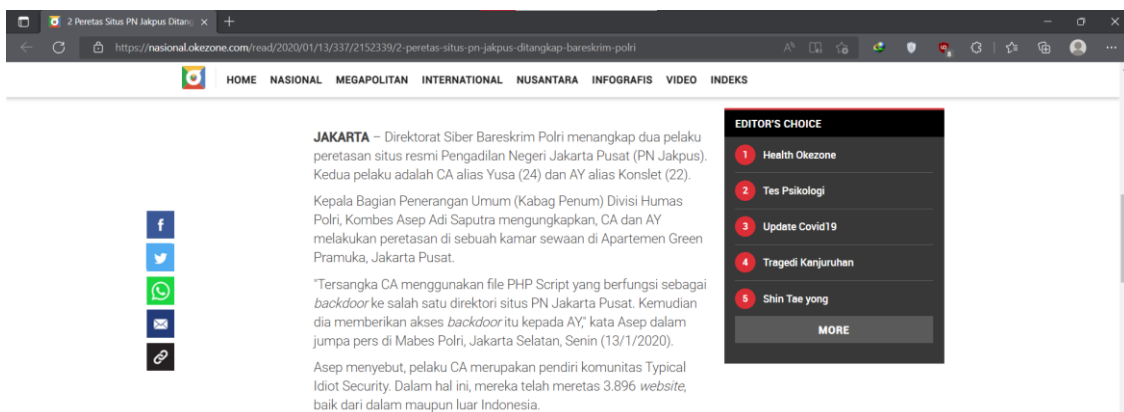 2 Peretas Situs PN Jakpus Ditang
https://nasional.okezone.com/read/2020/01/13/337/2152339/2-peretas-situs-pn-jakpus-ditangkap-bareskrim-polri
HOME NASIONAL MEGAPOLITAN INTERNATIONAL NUSANTARA INFOGRAFIS VIDEO INDEKS
JAKARTA – Direktorat Siber Bareskrim Polri menangkap dua pelaku
peretasan situs resmi Pengadilan Negeri Jakarta Pusat (PN Jakpus).
Kedua pelaku adalah CA alias Yusa (24) dan AY alias Konslet (22).
Kepala Bagian Penerangan Umum (Kabag Penum) Divisi Humas
Polri, Kombes Asep Adi Saputra mengungkapkan, CA dan AY
melakukan peretasan di sebuah kamar sewaan di Apartemen Green
Pramuka, Jakarta Pusat.
"Tersangka CA menggunakan file PHP Script yang berfungsi sebagai
backdoor ke salah satu direktori situs PN Jakarta Pusat. Kemudian
dia memberikan akses backdoor itu kepada AY," kata Asep dalam
jumpa pers di Mabes Polri, Jakarta Selatan, Senin (13/1/2020).
Asep menyebut, pelaku CA merupakan pendiri komunitas Typical
Idiot Security. Dalam hal ini, mereka telah meretas 3.896 website,
baik dari dalam maupun luar Indonesia.
EDITOR'S CHOICE
1 Health Okezone
2 Tes Psikologi
3 Update Covid19
4 Tragedi Kanjuruhan
5 Shin Tae yong
MORE